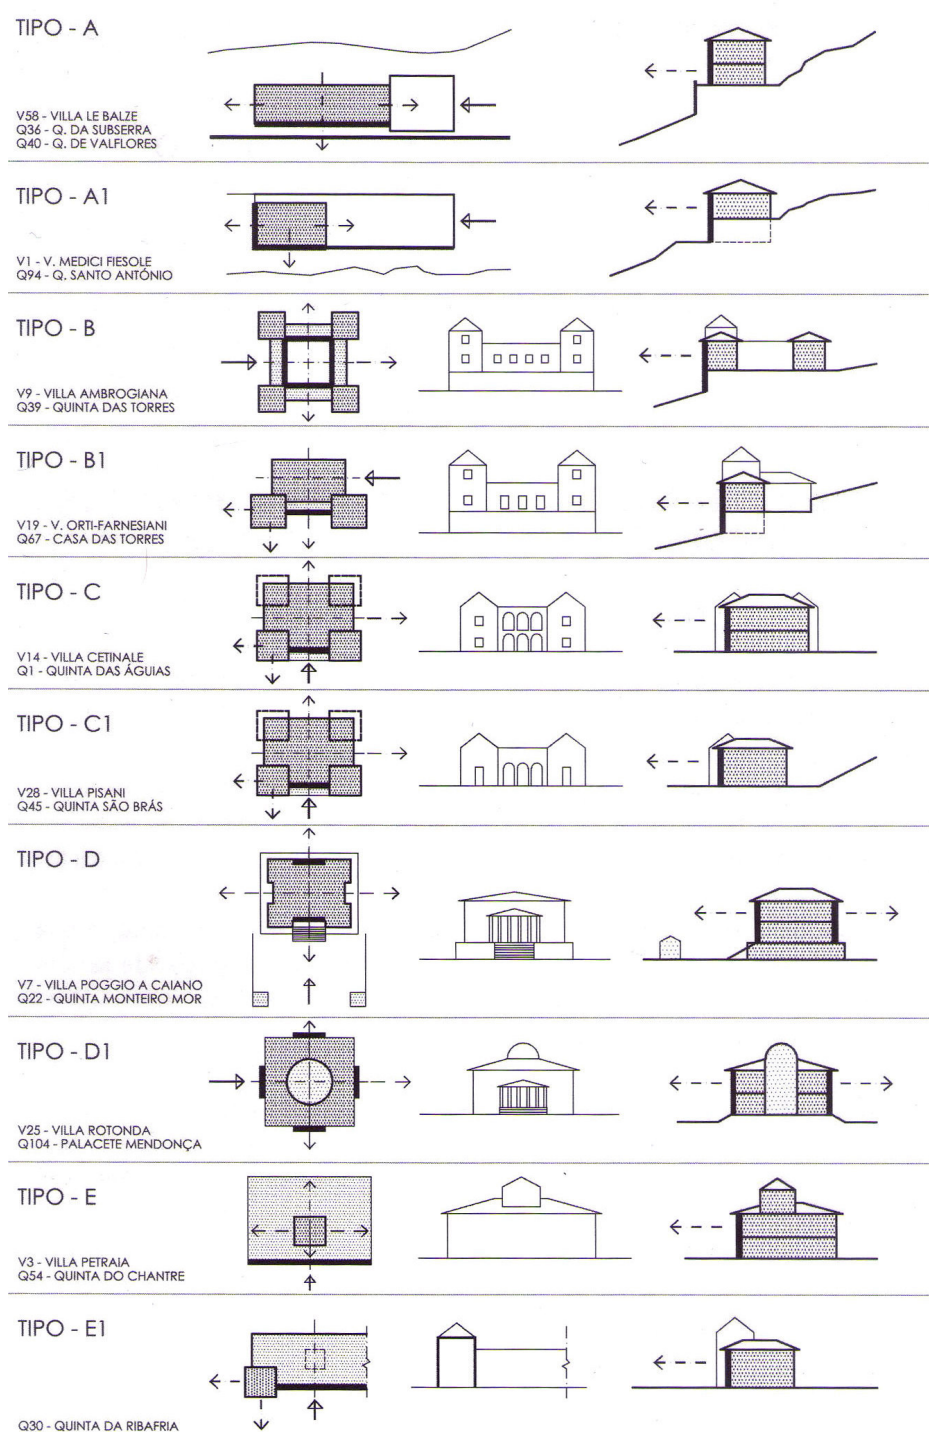 TIPO - A
V58 - VILLA LE BALZE
Q36 - Q. DA SUBSERRA
Q40 - Q. DE VALFLORES
TIPO - A1
V1 - V. MEDICI FIESOLE
Q94 - Q. SANTO ANTÓNIO
TIPO - B
V9 - VILLA AMBROGIANA
Q39 - QUINTA DAS TORRES
TIPO - B1
V19 - V. ORTI-FARNESIANI
Q67 - CASA DAS TORRES
TIPO - C
V14 - VILLA CETINALE
Q1 - QUINTA DAS ÁGUIAS
TIPO - C1
V28 - VILLA PISANI
Q45 - QUINTA SÃO BRÁS
TIPO - D
V7 - VILLA POGGIO A CAIANO
Q22 - QUINTA MONTEIRO MOR
TIPO - D1
V25 - VILLA ROTONDA
Q104 - PALACETE MENDONÇA
TIPO - E
V3 - VILLA PETRAIA
Q54 - QUINTA DO CHANTRE
TIPO - E1
Q30 - QUINTA DA RIBAFRIA